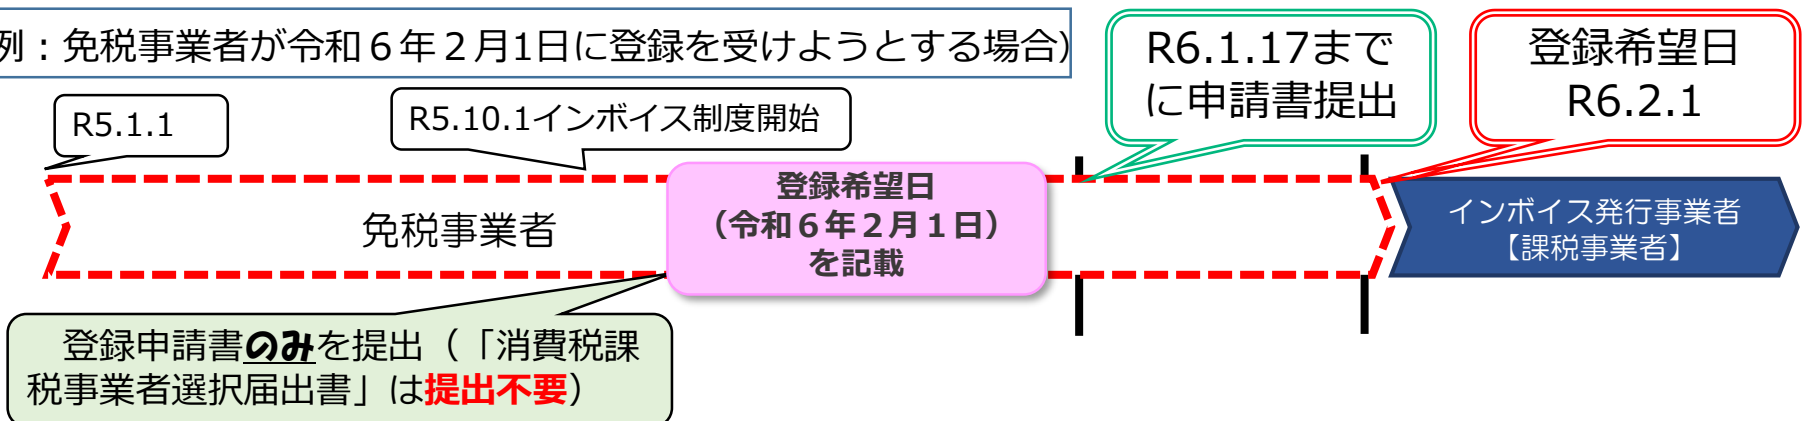 例：免税事業者が令和６年２月1日に登録を受けようとする場合）
R6.1.17まで
に申請書提出
登録希望日
R6.2.1
R5.1.1
R5.10.1インボイス制度開始
免税事業者
登録希望日
（令和６年２月１日）
を記載
インボイス発行事業者
【課税事業者】
登録申請書のみを提出（「消費税課
税事業者選択届出書」は提出不要）